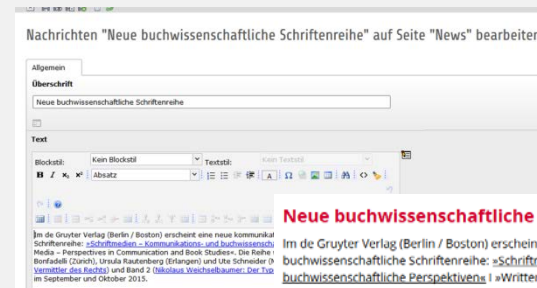 Nachrichten "Neue buchwissenschaftliche Schriftenreihe" auf Seite "News" bearbeiten
Allgemein
Überschrift
Neue buchwissenschaftliche Schriftenreihe
Text
Blockstil:
Kein Blockstil
Textstil:
Kein Textstil
Absatz
Im de Gruyter Verlag (Berlin / Boston) erscheint eine neue kommunikat
Schriftenreihe: »Schriftmedien – Kommunikations- und buchwissenscha
Media – Perspectives in Communication and Book Studies«. Die Reihe
Bonfadelli (Zürich), Ursula Rautenberg (Erlangen) und Ute Schneider (M
Vermittler des Rechts) und Band 2 (Nikolaus Weichselbaumer: Der Typ
im September und Oktober 2015.
Neue buchwissenschaftliche
Im de Gruyter Verlag (Berlin / Boston) erschein
buchwissenschaftliche Schriftenreihe: »Schriftn
buchwissenschaftliche Perspektiven« | »Writte